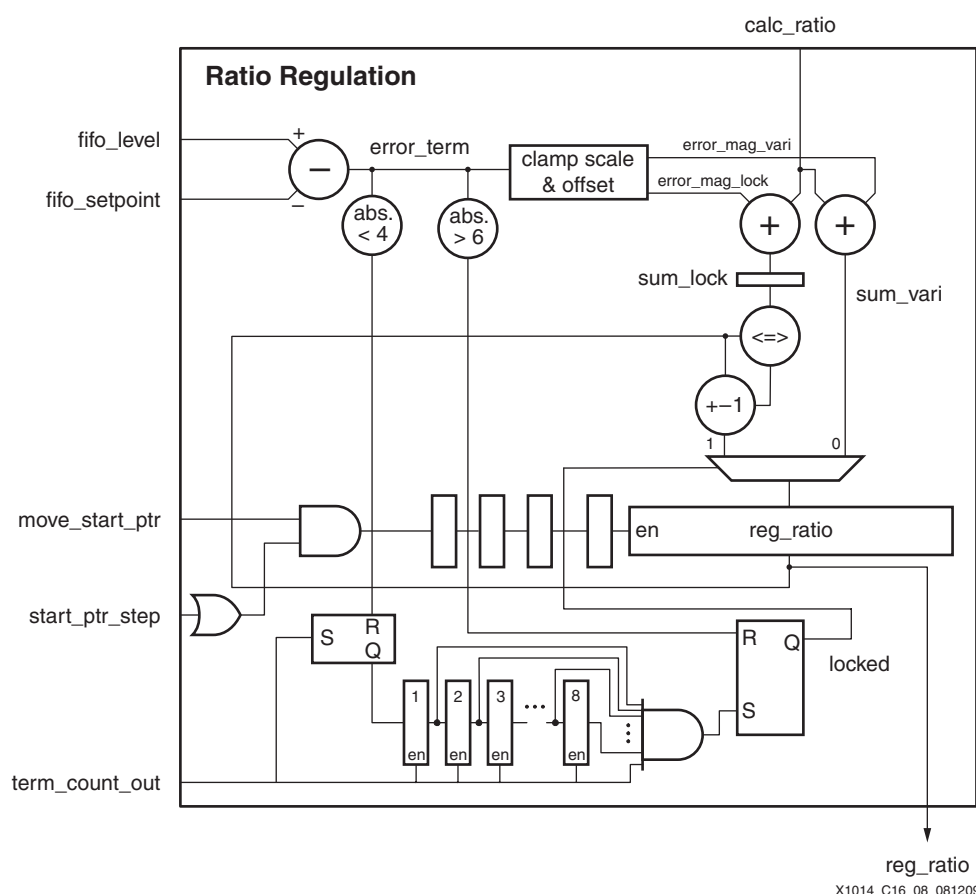 calc_ratio
Ratio Regulation
fifo_level
+
−
error_term
clamp scale
& offset
error_mag_vari
error_mag_lock
fifo_setpoint
−
abs.
< 4
abs.
> 6
+
+
sum_lock
sum_vari
<=>
+−1
1
0
move_start_ptr
en
reg_ratio
start_ptr_step
S
R
Q
R
Q
locked
S
1
2
3
...
8
en
en
en
en
term_count_out
reg_ratio
X1014_C16_08_081209